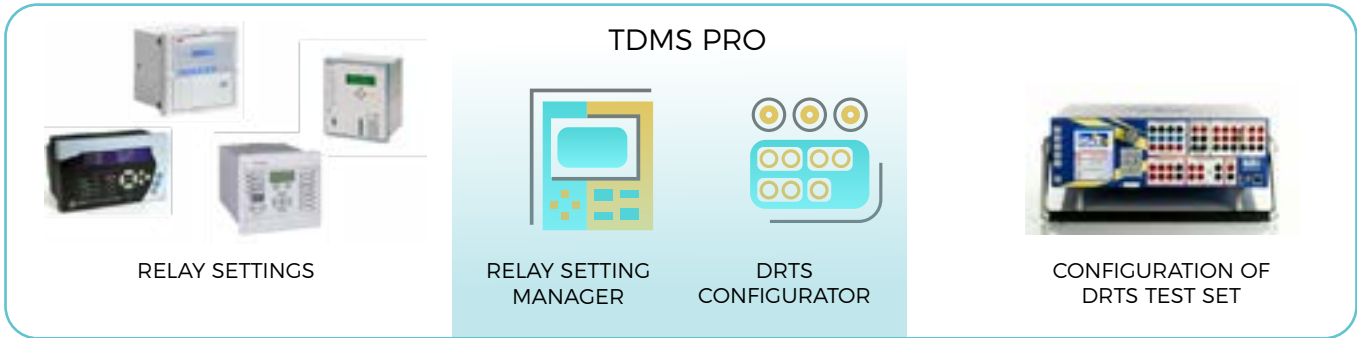 TDMS PRO
RELAY SETTINGS
RELAY SETTING
MANAGER
DRTS
CONFIGURATOR
CONFIGURATION OF
DRTS TEST SET